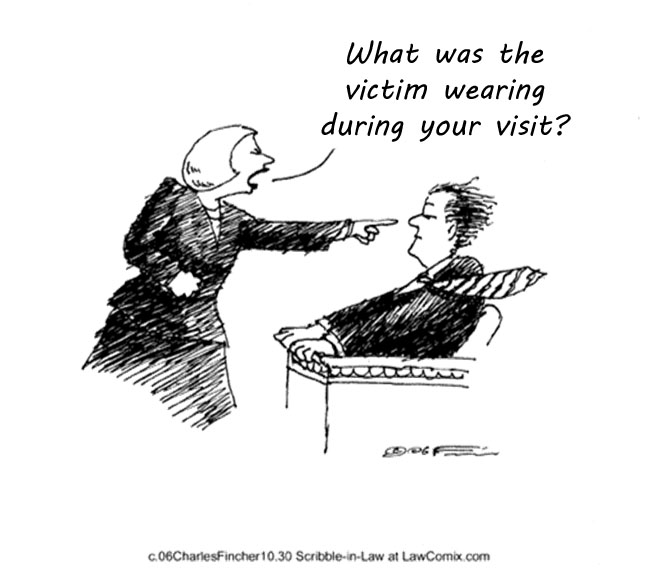 What was the
victim wearing
during your visit?
c.06CharlesFincher10.30 Scribble-in-Law at LawComix.com